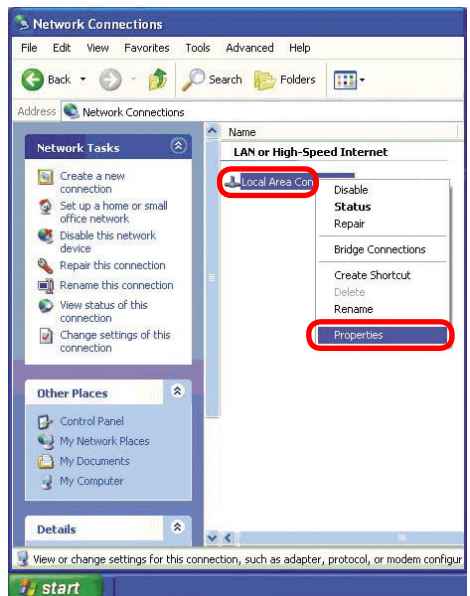 Network Connections
File Edit View Favorites Tools Advanced Help
Back Search Folders
Address Network Connections
Name
LAN or High-Speed Internet
Local Area Con
Disable
Status
Repair
Bridge Connections
Create Shortcut
Delete
Rename
Properties
Network Tasks
Create a new
connection
Set up a home or small
office network
Disable this network
device
Repair this connection
Rename this connection
View status of this
connection
Change settings of this
connection
Other Places
Control Panel
My Network Places
My Documents
My Computer
Details
View or change settings for this connection, such as adapter, protocol, or modem configur
start